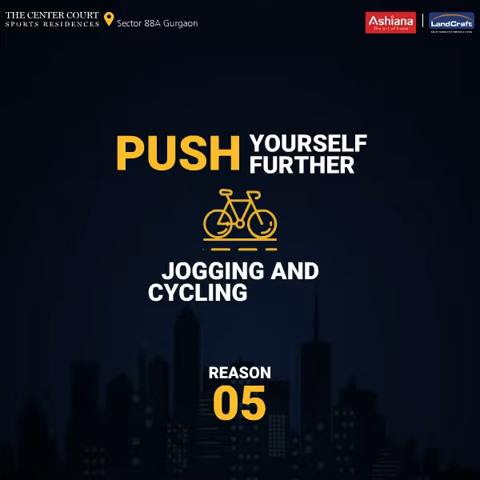 THE CENTER COURT
SPORTS RESIDENCES
Sector 88A Gurgaon
Ashiana
LandCraft
PUSH YOURSELF
FURTHER
JOGGING AND
CYCLING
REASON
05